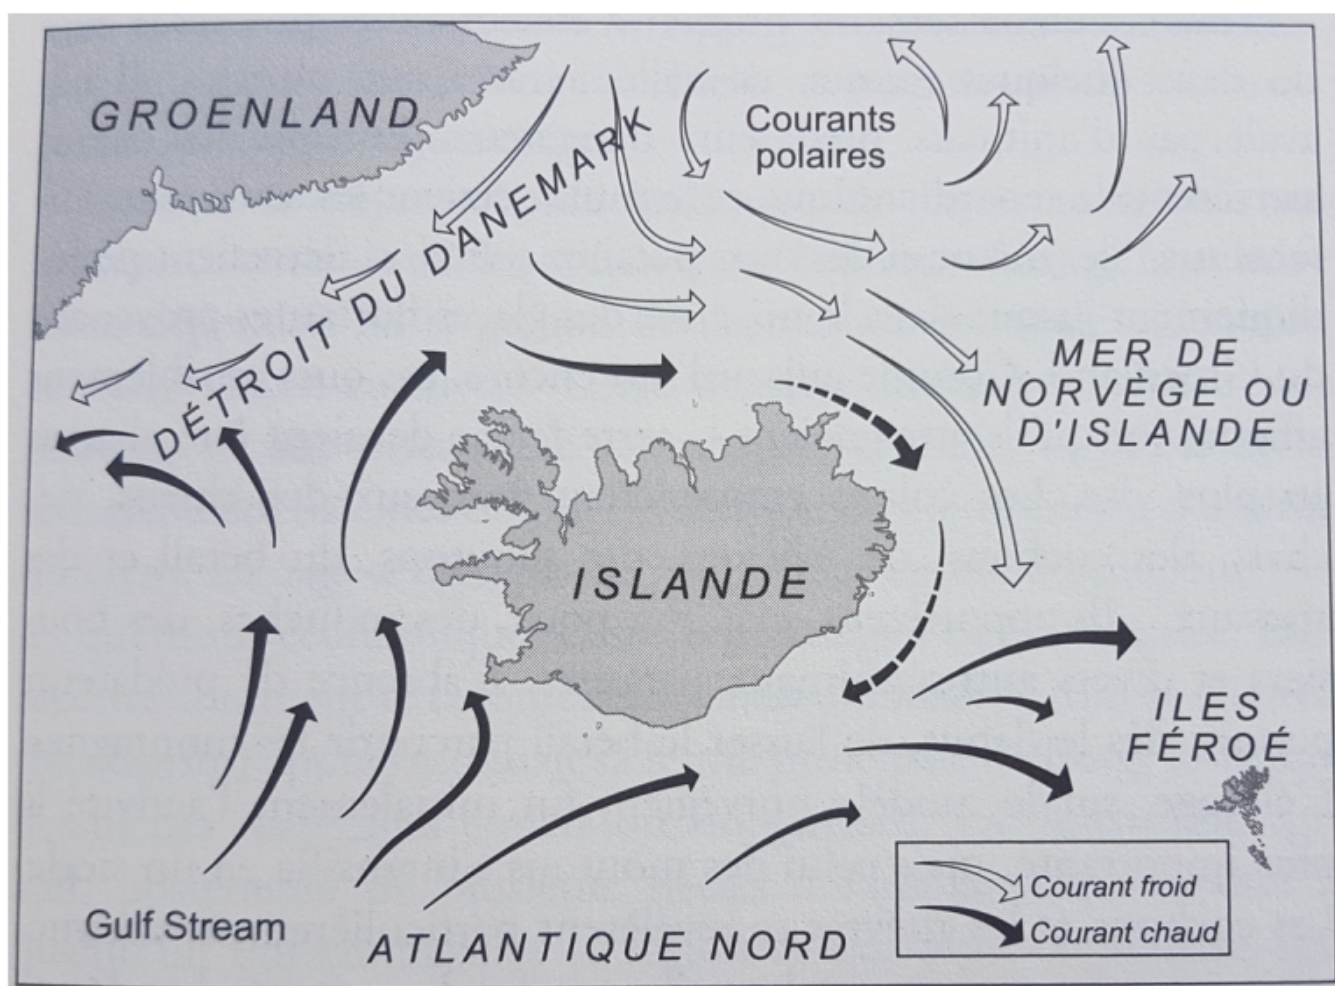 GROENLAND
Courants
polaires
DÉTROIT DU DANEMARK
MER DE
NORVÈGE OU
D'ISLANDE
ISLANDE
ILES
FÉROÉ
Gulf Stream
ATLANTIQUE NORD
Courant froid
Courant chaud